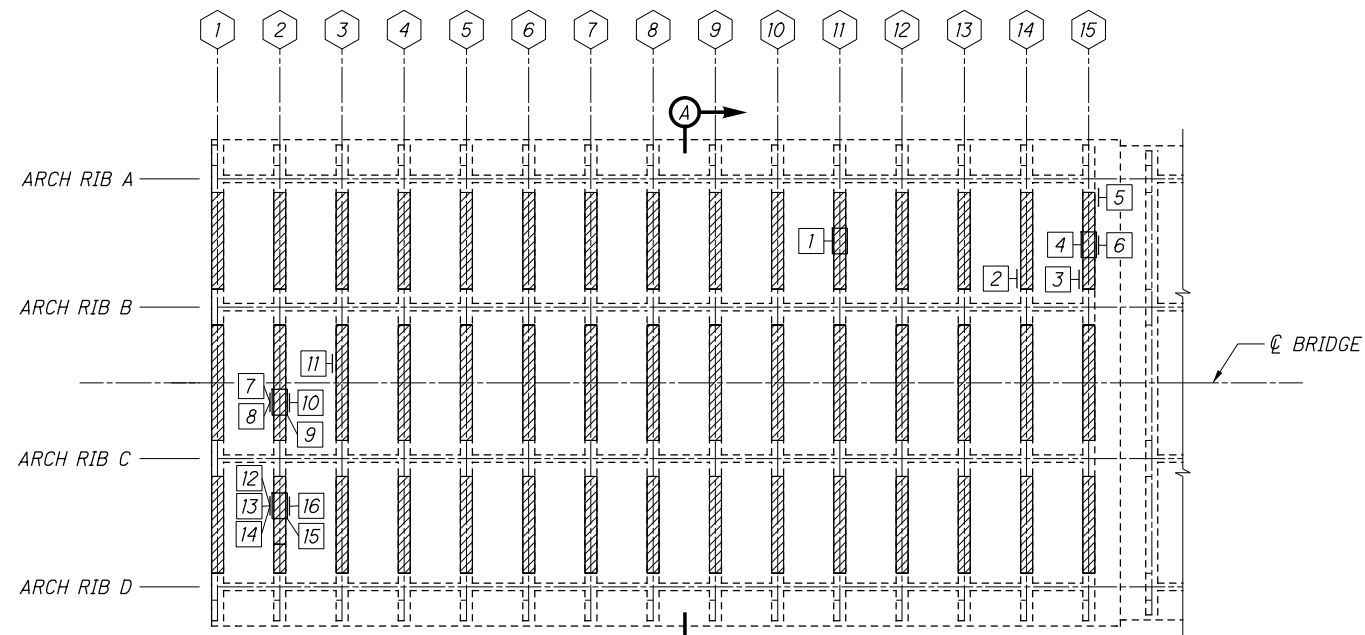 1 2 3 4 5 6 7 8 9 10 11 12 13 14 15
A
ARCH RIB A
5
1 4 6
2 3
ARCH RIB B
℄ BRIDGE
11
7
10
8
9
ARCH RIB C
12
13 16
14 15
ARCH RIB D